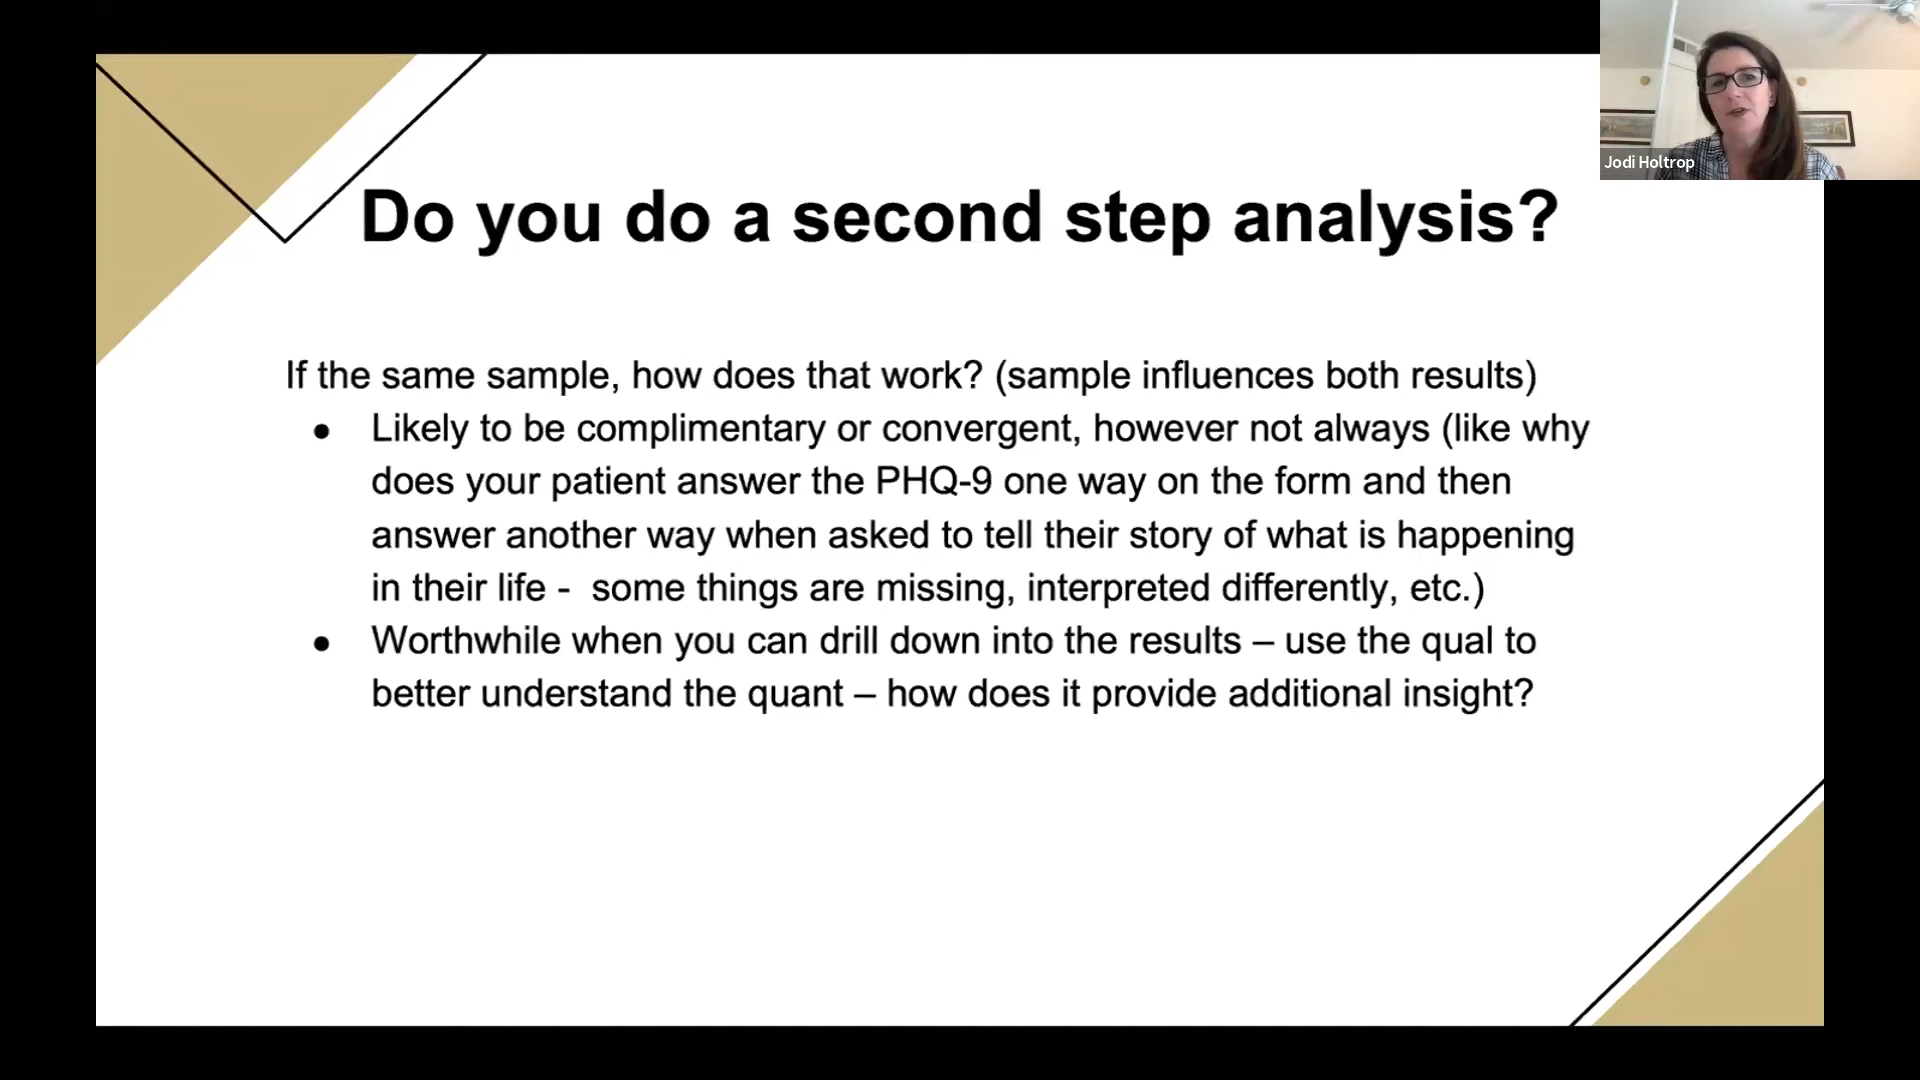 Jodi Holtrop
Do you do a second step analysis?
If the same sample, how does that work? (sample influences both results)
● Likely to be complimentary or convergent, however not always (like why
does your patient answer the PHQ-9 one way on the form and then
answer another way when asked to tell their story of what is happening
in their life -  some things are missing, interpreted differently, etc.)
● Worthwhile when you can drill down into the results – use the qual to
better understand the quant – how does it provide additional insight?